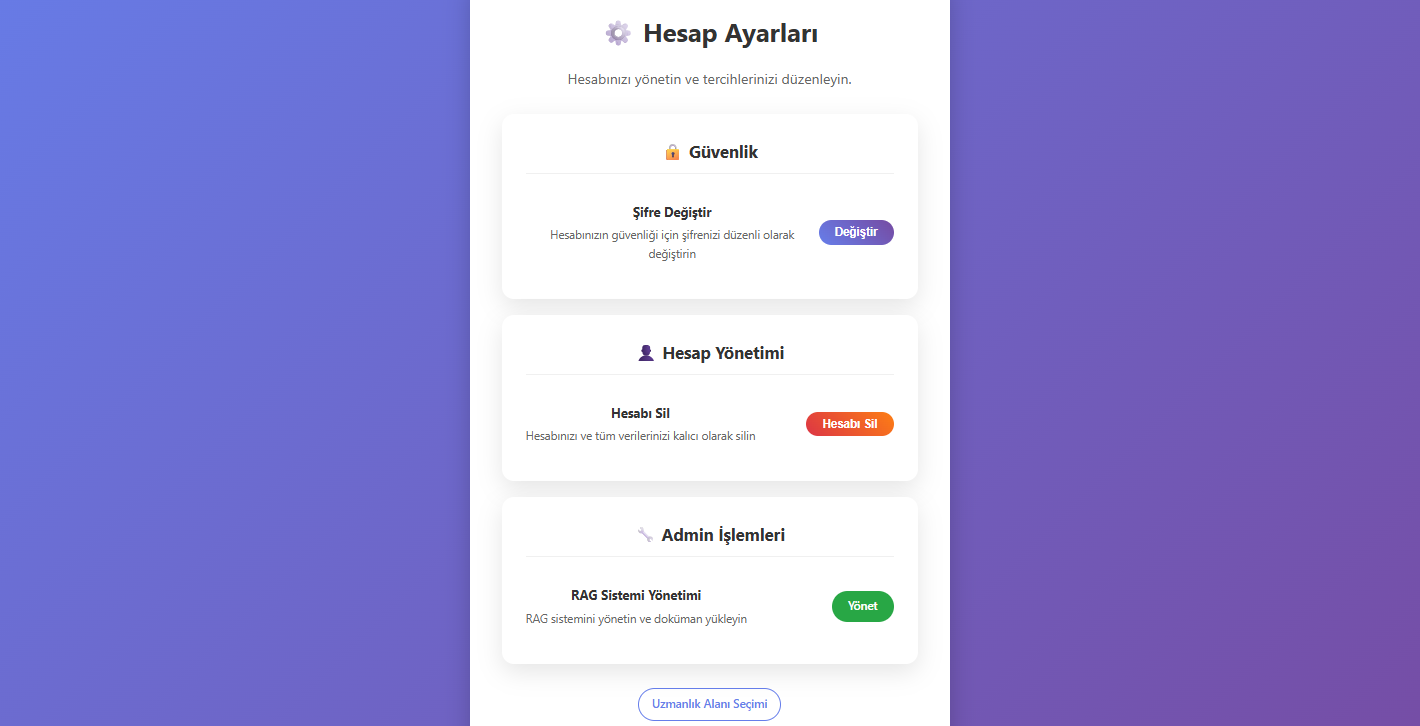 Hesap Ayarları
Hesabınızı yönetin ve tercihlerinizi düzenleyin.
Güvenlik
Şifre Değiştir
Hesabınızın güvenliği için şifrenizi düzenli olarak
değiştirin
Değiştir
Hesap Yönetimi
Hesabı Sil
Hesabınızı ve tüm verilerinizi kalıcı olarak silin
Hesabı Sil
Admin İşlemleri
RAG Sistemi Yönetimi
RAG sistemini yönetin ve doküman yükleyin
Yönet
Uzmanlık Alanı Seçimi